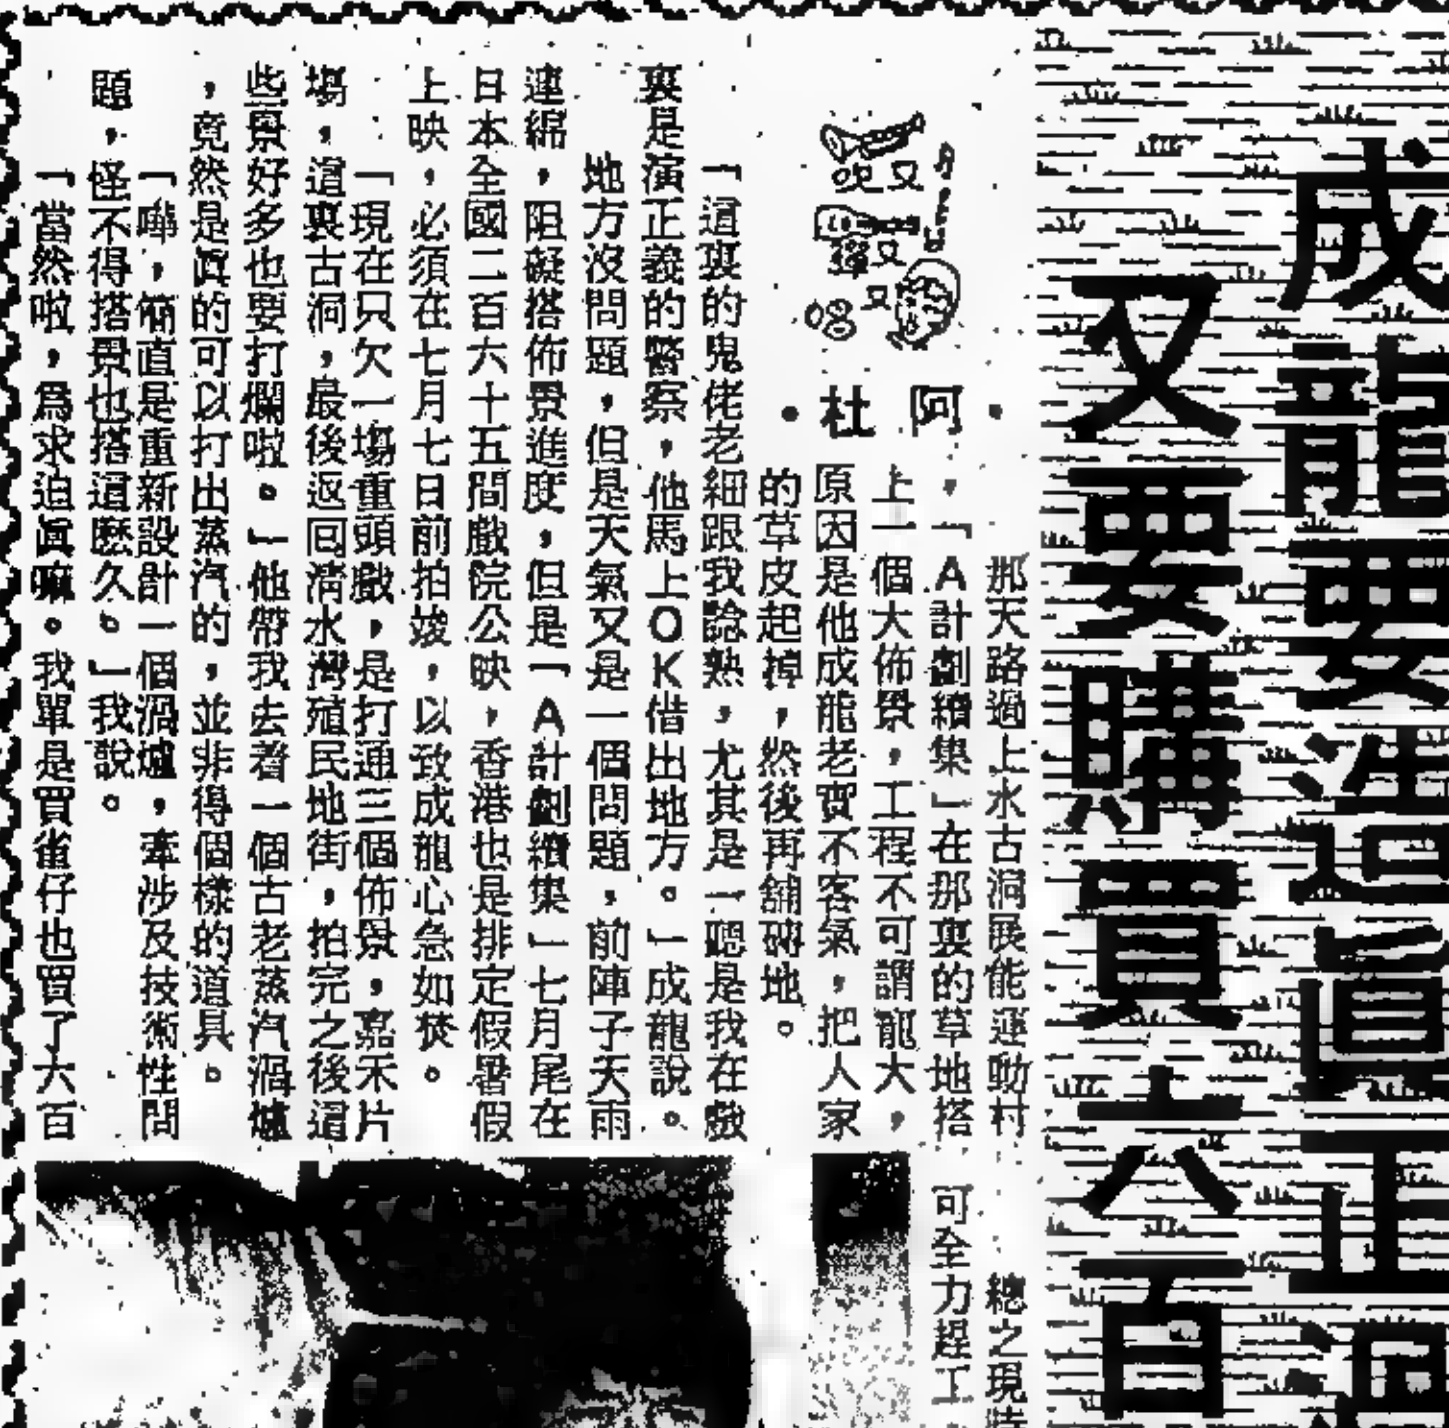 成龍要造眞正渦
又要購買六百
又吹
又彈
又唱
•阿杜•
那天路過上水古洞展能運動村
，「A計劃續集」在那裏的草地搭
上一個大佈景，工程不可謂龍大，
原因是他成龍老實不客氣，把人家
的草皮起掉，然後再舖磚地。
「這裏的鬼佬老細跟我諗熟，尤其是一聽是我在戲
裏是演正義的警察，他馬上OK借出地方。」成龍說。
地方沒問題，但是天氣又是一個問題，前陣子天雨
連綿，阻礙搭佈景進度，但是「A計劃續集」七月尾在
日本全國二百六十五間戲院公映，香港也是排定假暑假
上映，必須在七月七日前拍竣，以致成龍心急如焚。
「現在只欠一塲重頭戲，是打通三個佈景，嘉禾片
塲，這裏古洞，最後返回淸水灣殖民地街，拍完之後這
些景好多也要打爛啦。」他帶我去着一個古老蒸汽渦爐
，竟然是眞的可以打出蒸汽的，並非得個樣的道具。
「嘩，簡直是重新設計一個渦爐，牽涉及技術性問
題，怪不得搭景也搭這麽久。」我說。
「當然啦，爲求迫眞嘛。我單是買雀仔也買了六百
總之現時
可全力趕工